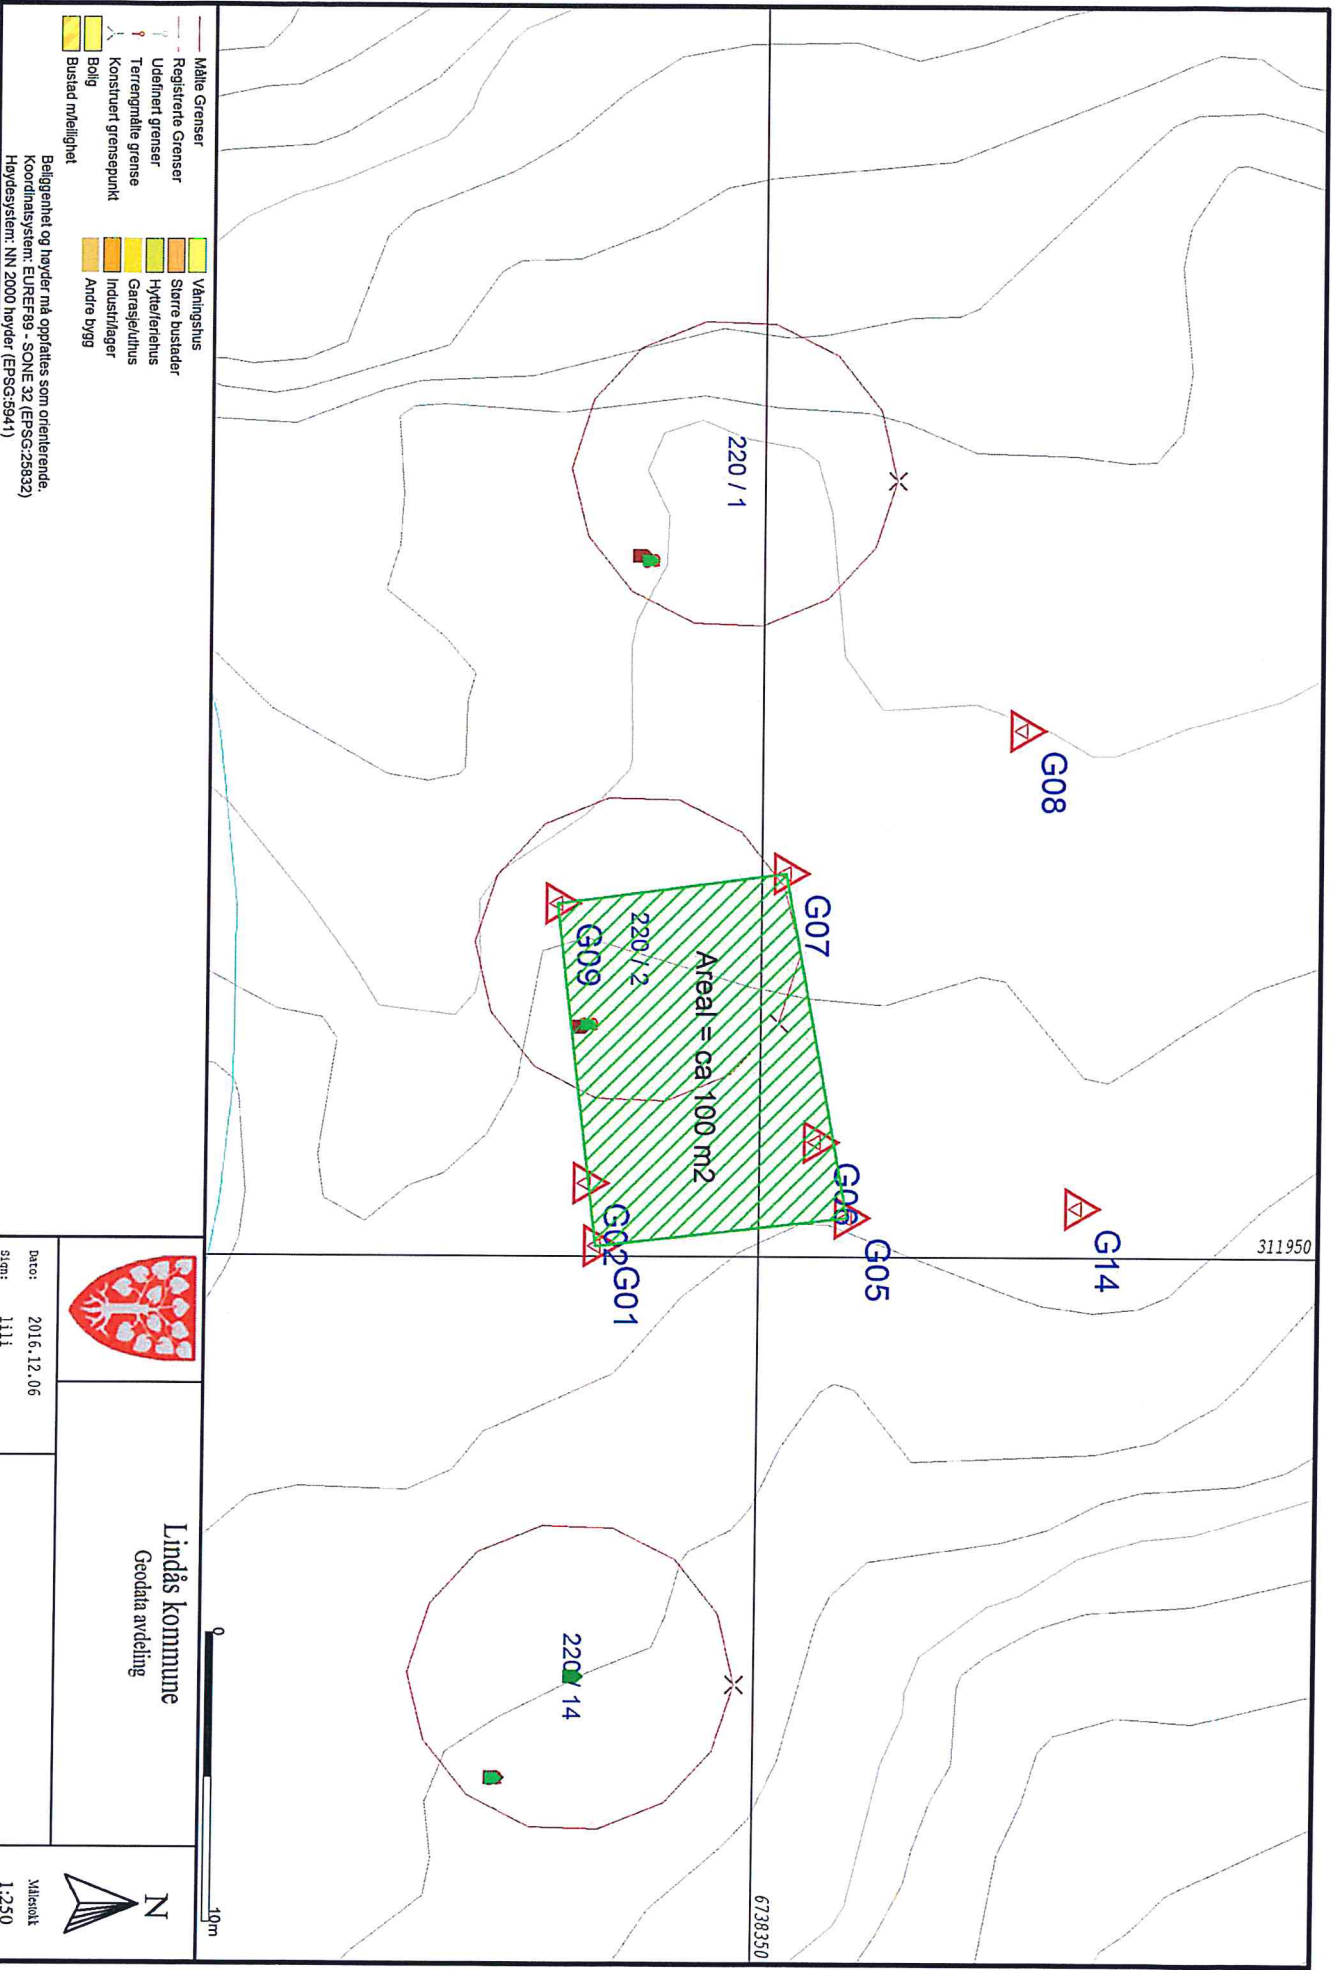 311950
6738350
G08
G14
G07
G05
G06
G09
G02
G01
220 / 1
220 / 2
Areal = ca 100 m2
220 / 14
0
10m
Målte Grenser
Registrerte Grenser
Udefinert grenser
Terrengmålte grense
Konstruert grensepunkt
Bolig
Bustad m/leilighet
Våningshus
Større bustader
Hytte/feriehus
Garasje/uthus
Industri/lager
Andre bygg
Beliggenhet og høyder må oppfattes som orienterende.
Koordinatsystem: EUREF89 - SONE 32 (EPSG:25832)
Høydesystem: NN 2000 høyder (EPSG:5941)
Lindås kommune
Geodata avdeling
Dato: 2016.12.06
Sign: lili
N
Målestokk
1:250